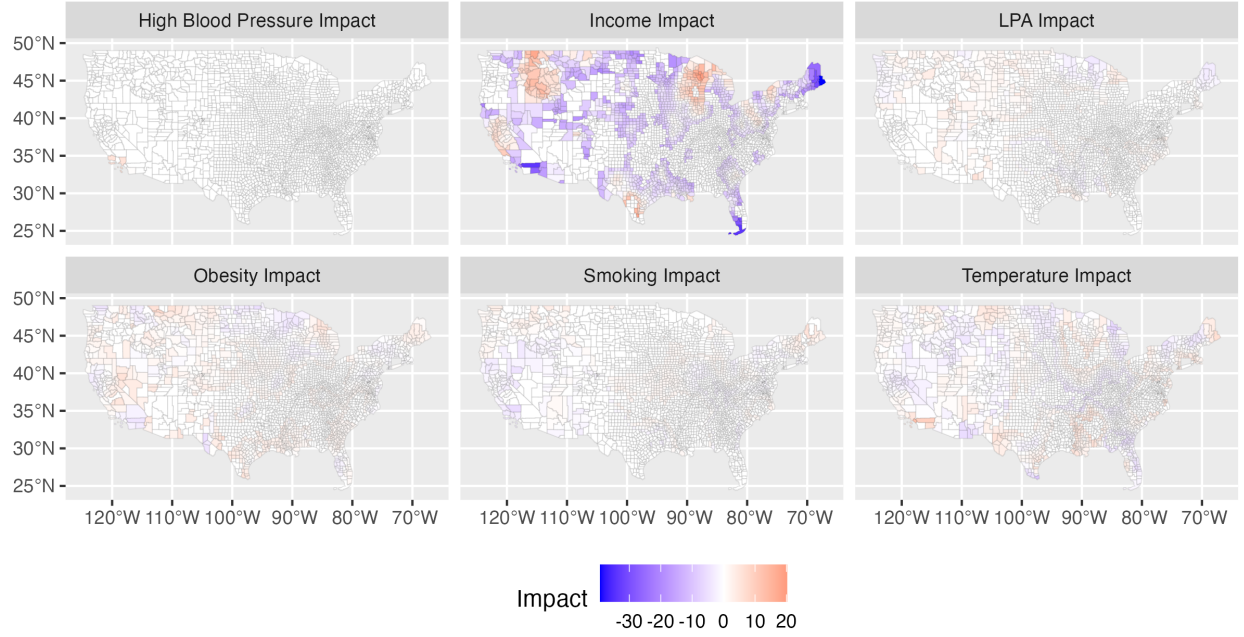 High Blood Pressure Impact
Income Impact
LPA Impact
50°N
45°N
40°N
35°N
30°N
25°N
Obesity Impact
Smoking Impact
Temperature Impact
50°N
45°N
40°N
35°N
30°N
25°N
120°W 110°W 100°W 90°W 80°W 70°W
120°W 110°W 100°W 90°W 80°W 70°W
120°W 110°W 100°W 90°W 80°W 70°W
Impact
-30 -20 -10 0 10 20